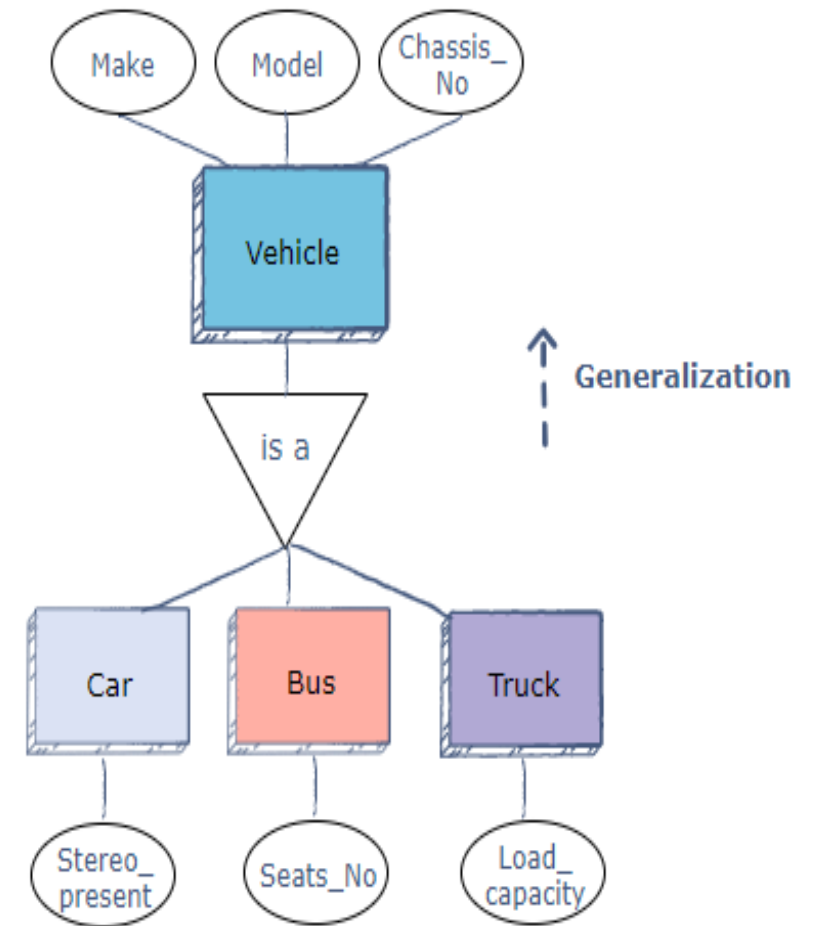 Make
Model
Chassis_
No
Vehicle
Generalization
is a
Car
Bus
Truck
Stereo_
present
Seats_No
Load_
capacity